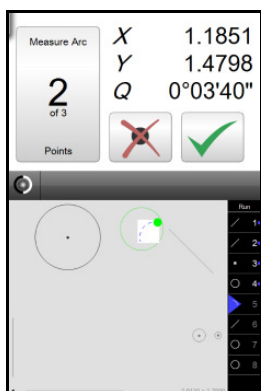 Measure Arc
2
of 3
Points
X 1.1851
Y 1.4798
Q 0°03'40"
Run
1
2
3
4
5
6
7
8